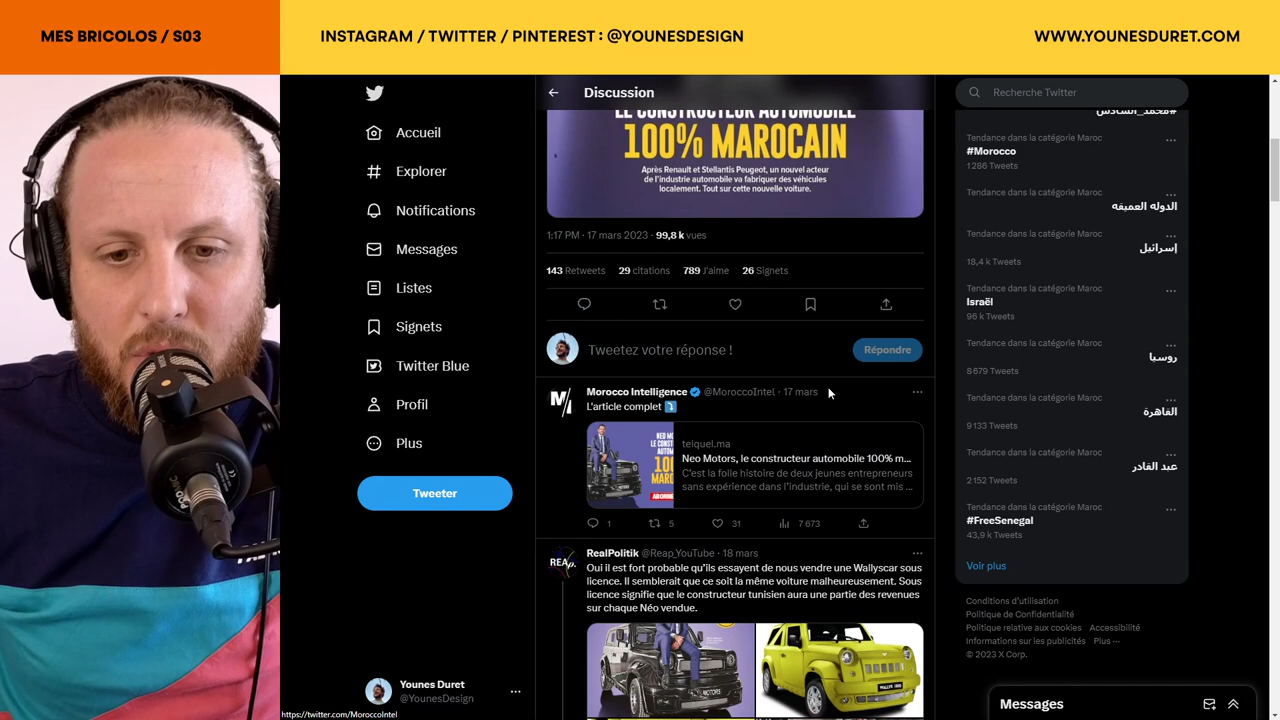 MES BRICOLOS / S03
INSTAGRAM / TWITTER / PINTEREST : @YOUNESDESIGN
WWW.YOUNESDURET.COM
Accueil
Explorer
Notifications
Messages
Listes
Signets
Twitter Blue
Profil
Plus
Tweeter
Younes Duret
@YounesDesign
https://twitter.com/MoroccoIntel
Discussion
LE CONSTRUCTEUR AUTOMOBILE
100% MAROCAIN
Après Renault et Stellantis Peugeot, un nouvel acteur
de l'industrie automobile va fabriquer des véhicules
localement. Tout sur cette nouvelle voiture.
1:17 PM · 17 mars 2023 · 99,8 k vues
143 Retweets 29 citations 789 J'aime 26 Signets
Tweetez votre réponse !
Répondre
Morocco Intelligence @MoroccoIntel · 17 mars
L'article complet
telquel.ma
Neo Motors, le constructeur automobile 100% m...
C'est la folie histoire de deux jeunes entrepreneurs
sans expérience dans l'industrie, qui se sont mis ...
1 5 31 7 673
RealPolitik @Reap_YouTube · 18 mars
Oui il est fort probable qu'ils essayent de nous vendre une Wallyscar sous
licence. Il semblerait que ce soit la même voiture malheureusement. Sous
licence signifie que le constructeur tunisien aura une partie des revenues
sur chaque Néo vendue.
MOTORS
Recherche Twitter
#محمد_السادس
Tendance dans la catégorie Maroc
#Morocco
1 286 Tweets
Tendance dans la catégorie Maroc
الدوله العميقه
Tendance dans la catégorie Maroc
إسرائيل
18,4 k Tweets
Tendance dans la catégorie Maroc
Israël
96 k Tweets
Tendance dans la catégorie Maroc
روسيا
8 679 Tweets
Tendance dans la catégorie Maroc
القاهرة
9 133 Tweets
Tendance dans la catégorie Maroc
عبد القادر
2 152 Tweets
Tendance dans la catégorie Maroc
#FreeSenegal
43,9 k Tweets
Voir plus
Conditions d'utilisation
Politique de Confidentialité
Politique relative aux cookies Accessibilité
Informations sur les publicités Plus ···
© 2023 X Corp.
Messages